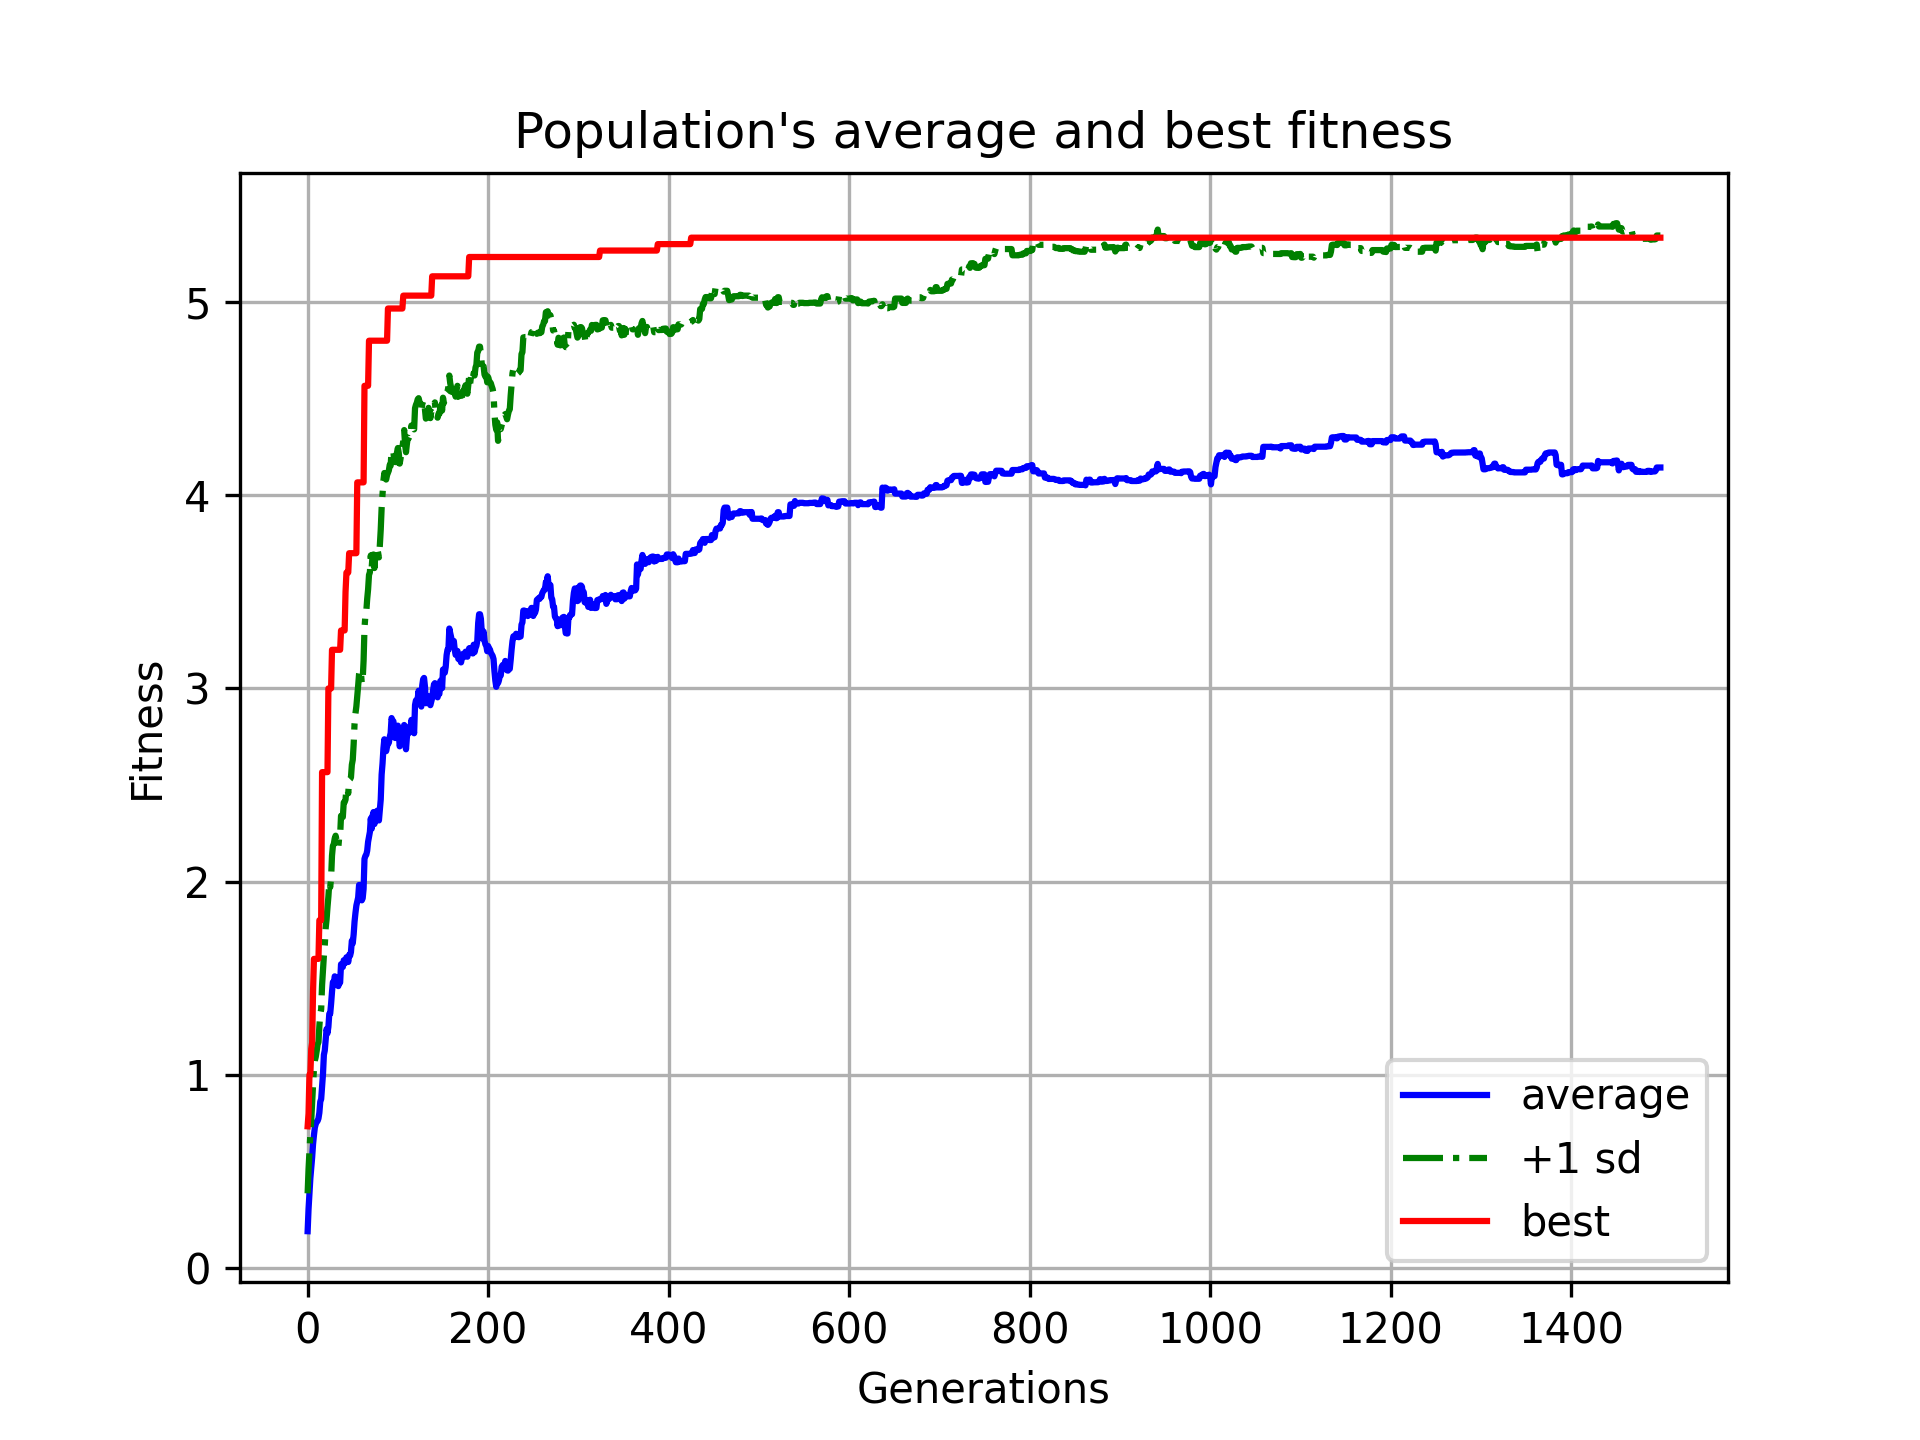 Population's average and best fitness
Fitness
5
4
3
2
1
0
0 200 400 600 800 1000 1200 1400
Generations
average
+1 sd
best